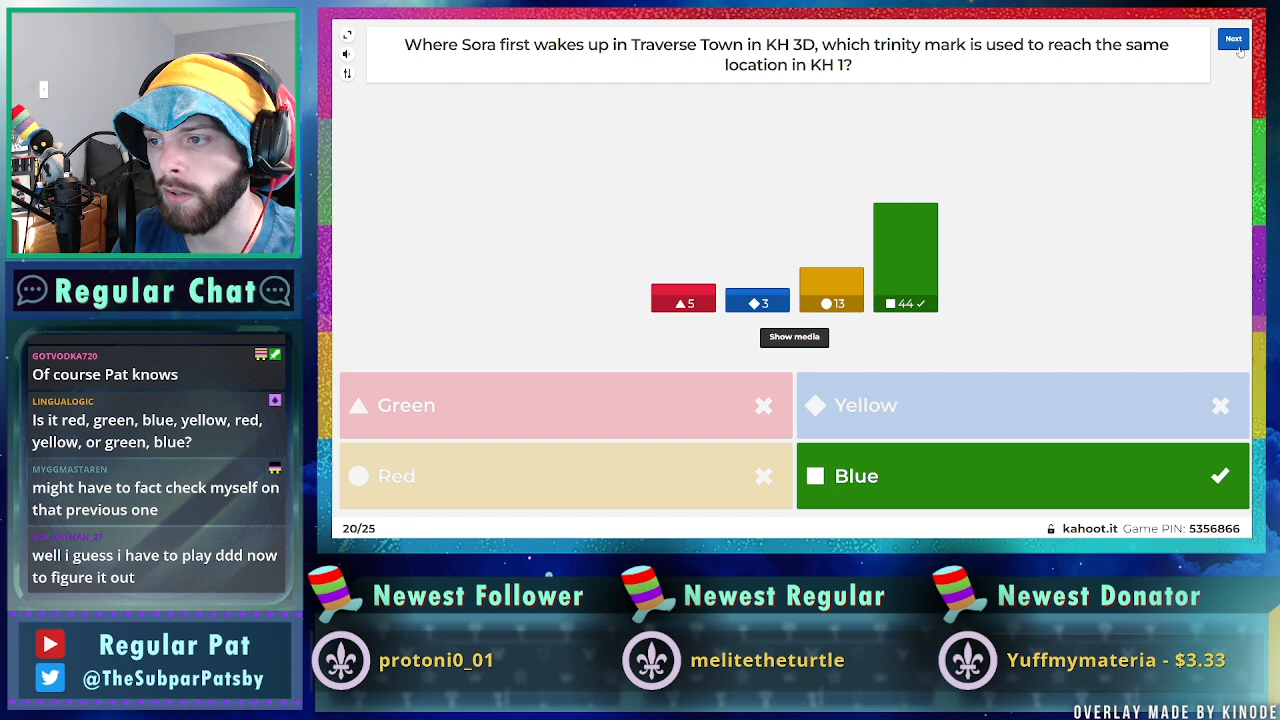 Where Sora first wakes up in Traverse Town in KH 3D, which trinity mark is used to reach the same
location in KH 1?
Next
5
3
13
44
Show media
Green
Yellow
Red
Blue
20/25
kahoot.it Game PIN: 5356866
Regular Chat
GOTVODKA720
Of course Pat knows
LINGUALOGIC
Is it red, green, blue, yellow, red,
yellow, or green, blue?
MYGGMASTAREN
might have to fact check myself on
that previous one
well i guess i have to play ddd now
to figure it out
Regular Pat
@TheSubparPatsby
Newest Follower
protoni0_01
Newest Regular
melitetheturtle
Newest Donator
Yuffmymateria - $3.33
OVERLAY MADE BY KINODE